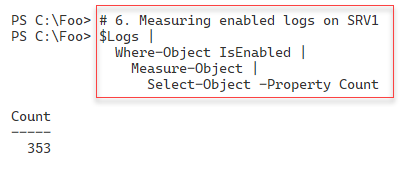 PS C:\Foo> # 6. Measuring enabled logs on SRV1
PS C:\Foo> $Logs |
Where-Object IsEnabled |
Measure-Object |
Select-Object -Property Count
Count
-----
353